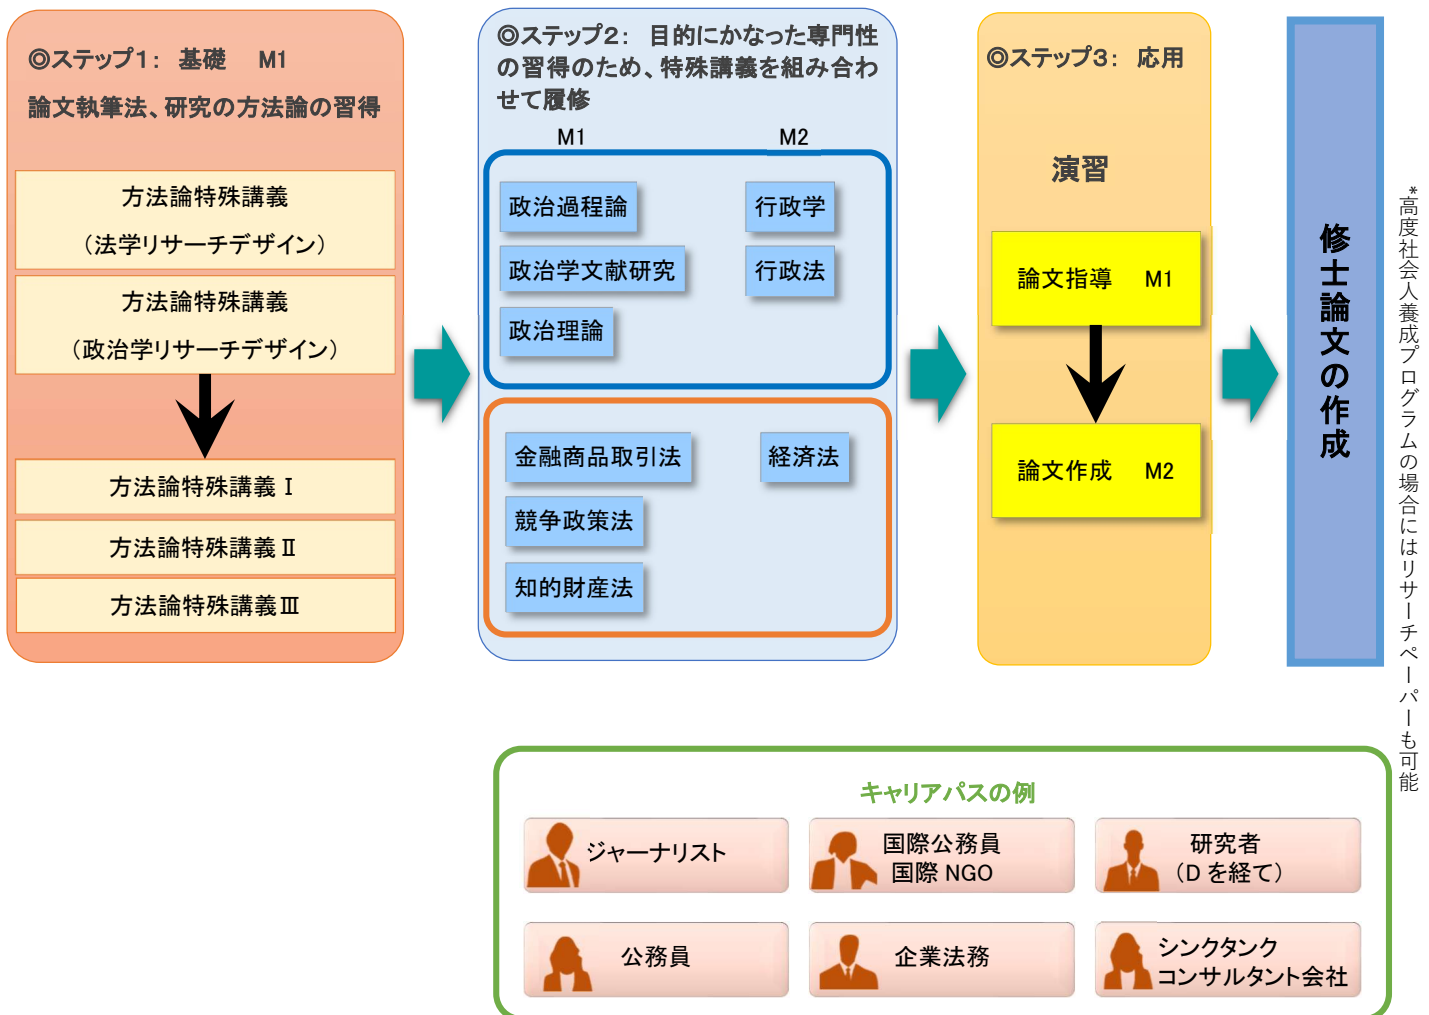 ◎ステップ1： 基礎　M1
論文執筆法、研究の方法論の習得
方法論特殊講義
（法学リサーチデザイン）
方法論特殊講義
（政治学リサーチデザイン）
方法論特殊講義Ⅰ
方法論特殊講義Ⅱ
方法論特殊講義Ⅲ
◎ステップ2： 目的にかなった専門性
の習得のため、特殊講義を組み合わ
せて履修
M1
M2
政治過程論
行政学
政治学文献研究
行政法
政治理論
金融商品取引法
経済法
競争政策法
知的財産法
◎ステップ3： 応用
演習
論文指導　M1
論文作成　M2
修士論文の作成
*高度社会人養成プログラムの場合にはリサーチペーパーも可能
キャリアパスの例
ジャーナリスト
国際公務員
国際 NGO
研究者
（D を経て）
公務員
企業法務
シンクタンク
コンサルタント会社